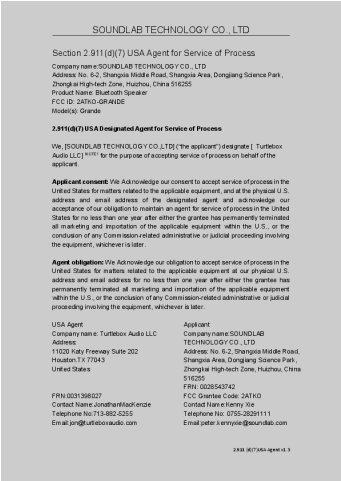 SOUNDLAB TECHNOLOGY CO., LTD
Section 2.911(d)(7) USA Agent for Service of Process
Company name:SOUNDLAB TECHNOLOGY CO., LTD
Address: No. 6-2, Shangxia Middle Road, Shangxia Area, Dongjiang Science Park,
Zhongkai High-tech Zone, Huizhou, China 516255
Product Name: Bluetooth Speaker
FCC ID: 2ATKO-GRANDE
Model(s): Grande
2.911(d)(7) USA Designated Agent for Service of Process
We, [SOUNDLAB TECHNOLOGY CO.,LTD] ("the applicant") designate [ Turtlebox
Audio LLC] NOTE1 for the purpose of accepting service of process on behalf of the
applicant.
Applicant consent: We Acknowledge our consent to accept service of process in the
United States for matters related to the applicable equipment, and at the physical U.S.
address and email address of the designated agent and acknowledge our
acceptance of our obligation to maintain an agent for service of process in the United
States for no less than one year after either the grantee has permanently terminated
all marketing and importation of the applicable equipment within the U.S., or the
conclusion of any Commission-related administrative or judicial proceeding involving
the equipment, whichever is later.
Agent obligation: We Acknowledge our obligation to accept service of process in the
United States for matters related to the applicable equipment at our physical U.S.
address and email address for no less than one year after either the grantee has
permanently terminated all marketing and importation of the applicable equipment
within the U.S., or the conclusion of any Commission-related administrative or judicial
proceeding involving the equipment, whichever is later.
USA Agent
Company name: Turtlebox Audio LLC
Address:
11020 Katy Freeway Suite 202
Houston.TX 77043
United States
FRN:0031398027
Contact Name:JonathanMacKenzie
Telephone No:713-882-5255
Email:jon@turtleboxaudio.com
Applicant
Company name:SOUNDLAB
TECHNOLOGY CO., LTD
Address: No. 6-2, Shangxia Middle Road,
Shangxia Area, Dongjiang Science Park,
Zhongkai High-tech Zone, Huizhou, China
516255
FRN: 0028543742
FCC Grantee Code: 2ATKO
Contact Name:Kenny Xie
Telephone No: 0755-28291111
Email:peter.kennyxie@soundlab.com
2.911 (d)(7)USA Agent v1.3